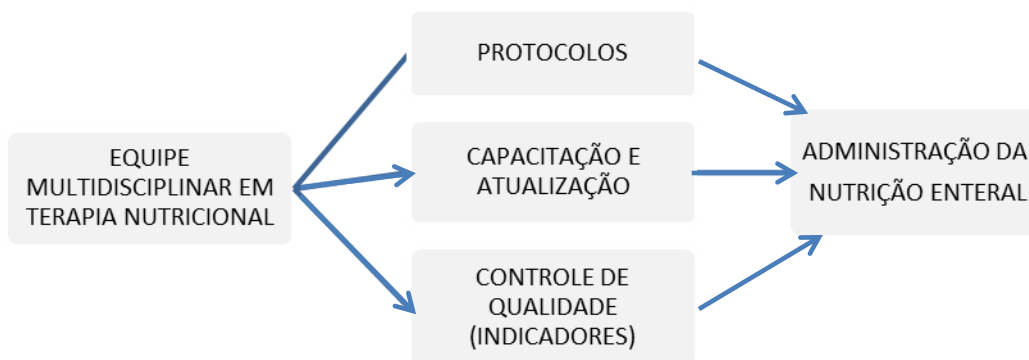 EQUIPE
MULTIDISCIPLINAR EM
TERAPIA NUTRICIONAL
PROTOCOLOS
CAPACITAÇÃO E
ATUALIZAÇÃO
CONTROLE DE
QUALIDADE
(INDICADORES)
ADMINISTRAÇÃO DA
NUTRIÇÃO ENTERAL